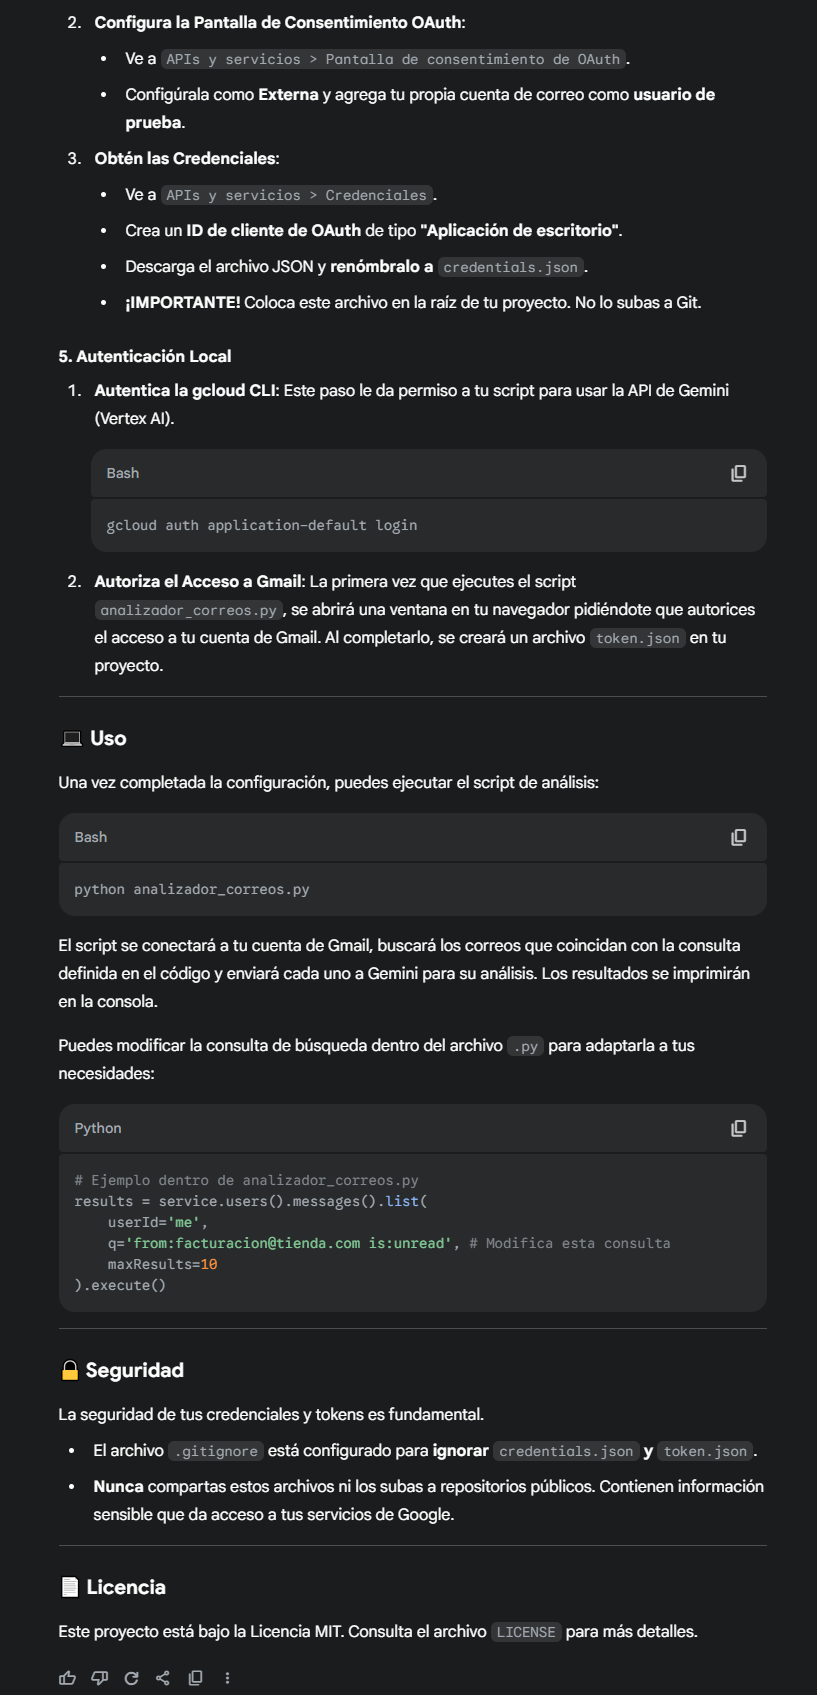 2. Configura la Pantalla de Consentimiento OAuth:
• Ve a APIs y servicios > Pantalla de consentimiento de OAuth.
• Configúrala como Externa y agrega tu propia cuenta de correo como usuario de
prueba.
3. Obtén las Credenciales:
• Ve a APIs y servicios > Credenciales.
• Crea un ID de cliente de OAuth de tipo "Aplicación de escritorio".
• Descarga el archivo JSON y renómbralo a credentials.json.
• ¡IMPORTANTE! Coloca este archivo en la raíz de tu proyecto. No lo subas a Git.
5. Autenticación Local
1. Autentica la gcloud CLI: Este paso le da permiso a tu script para usar la API de Gemini
(Vertex AI).
Bash
gcloud auth application-default login
2. Autoriza el Acceso a Gmail: La primera vez que ejecutes el script
analizador_correos.py, se abrirá una ventana en tu navegador pidiéndote que autorices
el acceso a tu cuenta de Gmail. Al completarlo, se creará un archivo token.json en tu
proyecto.
💻 Uso
Una vez completada la configuración, puedes ejecutar el script de análisis:
Bash
python analizador_correos.py
El script se conectará a tu cuenta de Gmail, buscará los correos que coincidan con la consulta
definida en el código y enviará cada uno a Gemini para su análisis. Los resultados se imprimirán
en la consola.
Puedes modificar la consulta de búsqueda dentro del archivo .py para adaptarla a tus
necesidades:
Python
# Ejemplo dentro de analizador_correos.py
results = service.users().messages().list(
    userId='me',
    q='from:facturacion@tienda.com is:unread', # Modifica esta consulta
    maxResults=10
).execute()
🔒 Seguridad
La seguridad de tus credenciales y tokens es fundamental.
• El archivo .gitignore está configurado para ignorar credentials.json y token.json.
• Nunca compartas estos archivos ni los subas a repositorios públicos. Contienen información
sensible que da acceso a tus servicios de Google.
📄 Licencia
Este proyecto está bajo la Licencia MIT. Consulta el archivo LICENSE para más detalles.